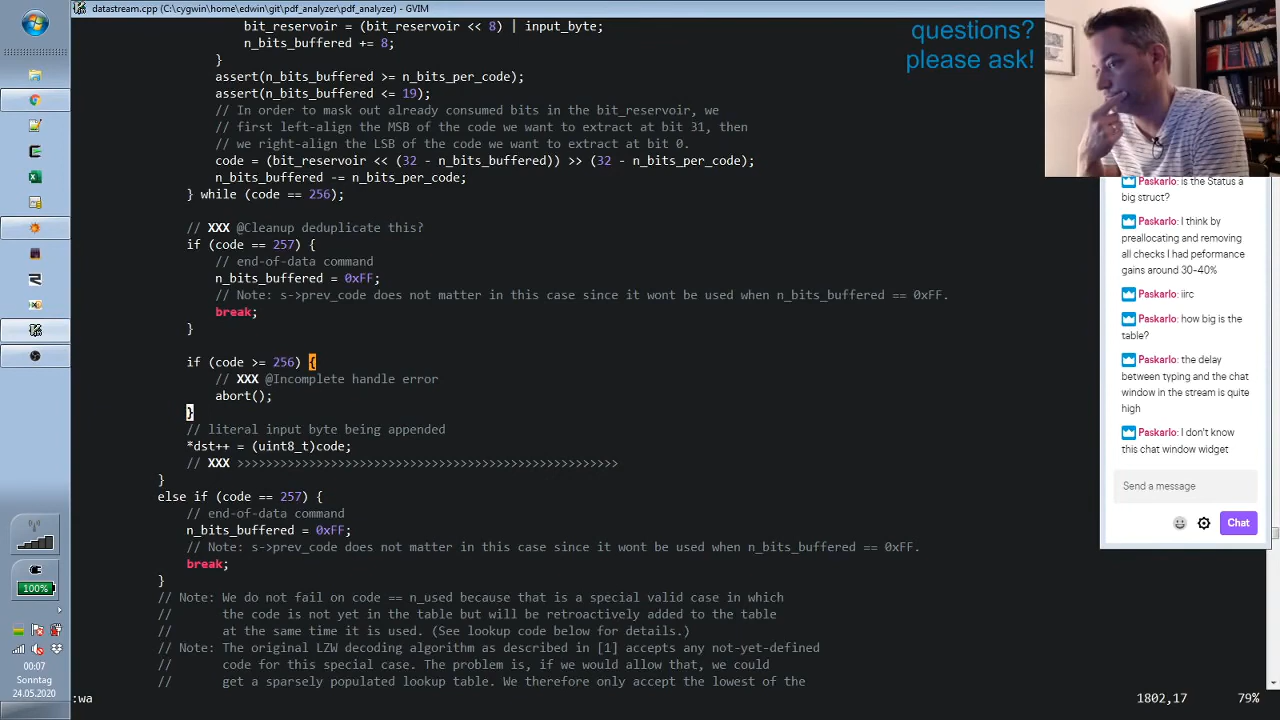 datastream.cpp (C:\cygwin\home\edwin\git\pdf_analyzer\pdf_analyzer) - GVIM
bit_reservoir = (bit_reservoir << 8) | input_byte;
n_bits_buffered += 8;
}
assert(n_bits_buffered >= n_bits_per_code);
assert(n_bits_buffered <= 19);
// In order to mask out already consumed bits in the bit_reservoir, we
// first left-align the MSB of the code we want to extract at bit 31, then
// we right-align the LSB of the code we want to extract at bit 0.
code = (bit_reservoir << (32 - n_bits_buffered)) >> (32 - n_bits_per_code);
n_bits_buffered -= n_bits_per_code;
} while (code == 256);
// XXX @Cleanup deduplicate this?
if (code == 257) {
// end-of-data command
n_bits_buffered = 0xFF;
// Note: s->prev_code does not matter in this case since it wont be used when n_bits_buffered == 0xFF.
break;
}
if (code >= 256) {
// XXX @Incomplete handle error
abort();
}
// literal input byte being appended
*dst++ = (uint8_t)code;
// XXX >>>>>>>>>>>>>>>>>>>>>>>>>>>>>>>>>>>>>>>>>>>>>>>>>>>>>
}
else if (code == 257) {
// end-of-data command
n_bits_buffered = 0xFF;
// Note: s->prev_code does not matter in this case since it wont be used when n_bits_buffered == 0xFF.
break;
}
// Note: We do not fail on code == n_used because that is a special valid case in which
// the code is not yet in the table but will be retroactively added to the table
// at the same time it is used. (See lookup code below for details.)
// Note: The original LZW decoding algorithm as described in [1] accepts any not-yet-defined
// code for this special case. The problem is, if we would allow that, we could
// get a sparsely populated lookup table. We therefore only accept the lowest of the
:wa
1802,17
79%
questions?
please ask!
Paskarlo: is the Status a
big struct?
Paskarlo: I think by
preallocating and removing
all checks I had peformance
gains around 30-40%
Paskarlo: iirc
Paskarlo: how big is the
table?
Paskarlo: the delay
between typing and the chat
window in the stream is quite
high
Paskarlo: I don't know
this chat window widget
Send a message
Chat
100%
00:07
Sonntag
24.05.2020